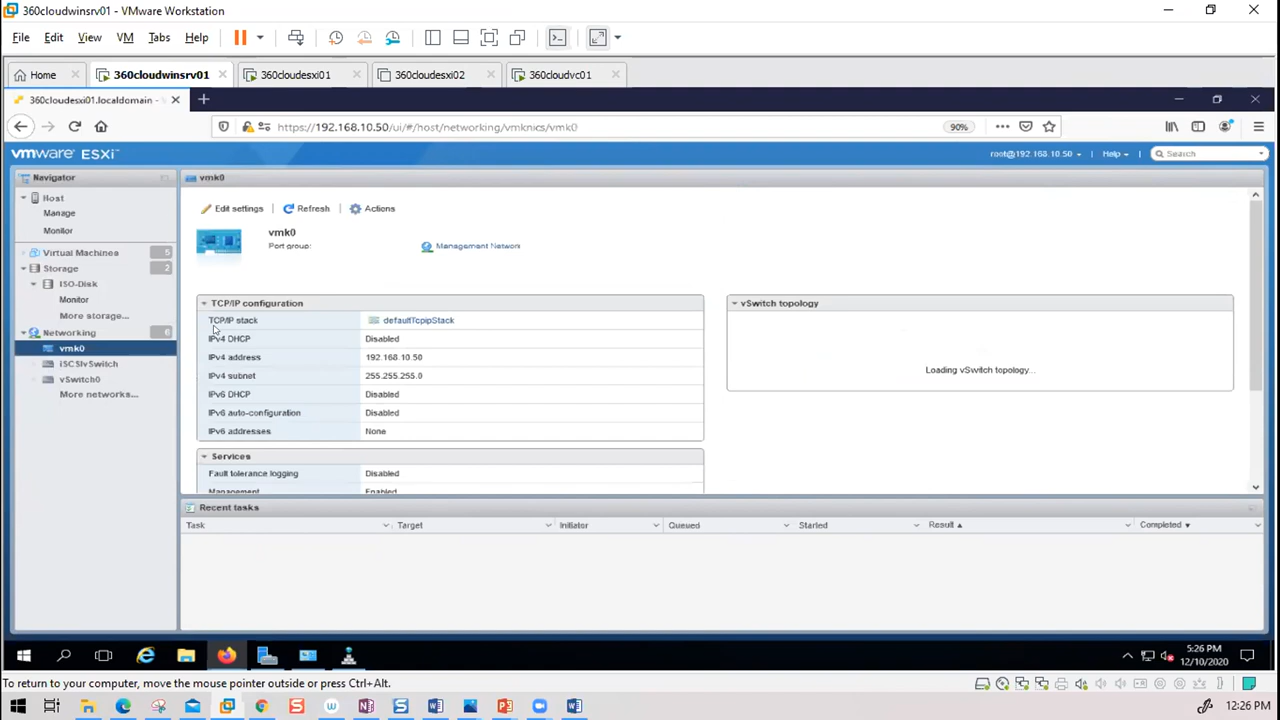 360cloudwinsrv01 - VMware Workstation
File Edit View VM Tabs Help
Home 360cloudwinsrv01 360cloudesxi01 360cloudesxi02 360cloudvc01
360cloudesxi01.localdomain -
https://192.168.10.50/ui/#/host/networking/vmknics/vmk0 90%
vmware ESXi™ root@192.168.10.50 Help Search
Navigator
Host
Manage
Monitor
Virtual Machines 5
Storage 2
ISO-Disk
Monitor
More storage...
Networking 6
vmk0
iSCSIvSwitch
vSwitch0
More networks...
vmk0
Edit settings Refresh Actions
vmk0
Port group: Management Network
TCP/IP configuration
TCP/IP stack defaultTcpipStack
IPv4 DHCP Disabled
IPv4 address 192.168.10.50
IPv4 subnet 255.255.255.0
IPv6 DHCP Disabled
IPv6 auto-configuration Disabled
IPv6 addresses None
Services
Fault tolerance logging Disabled
Management Enabled
vSwitch topology
Loading vSwitch topology...
Recent tasks
Task Target Initiator Queued Started Result Completed
5:26 PM
12/10/2020
To return to your computer, move the mouse pointer outside or press Ctrl+Alt.
12:26 PM